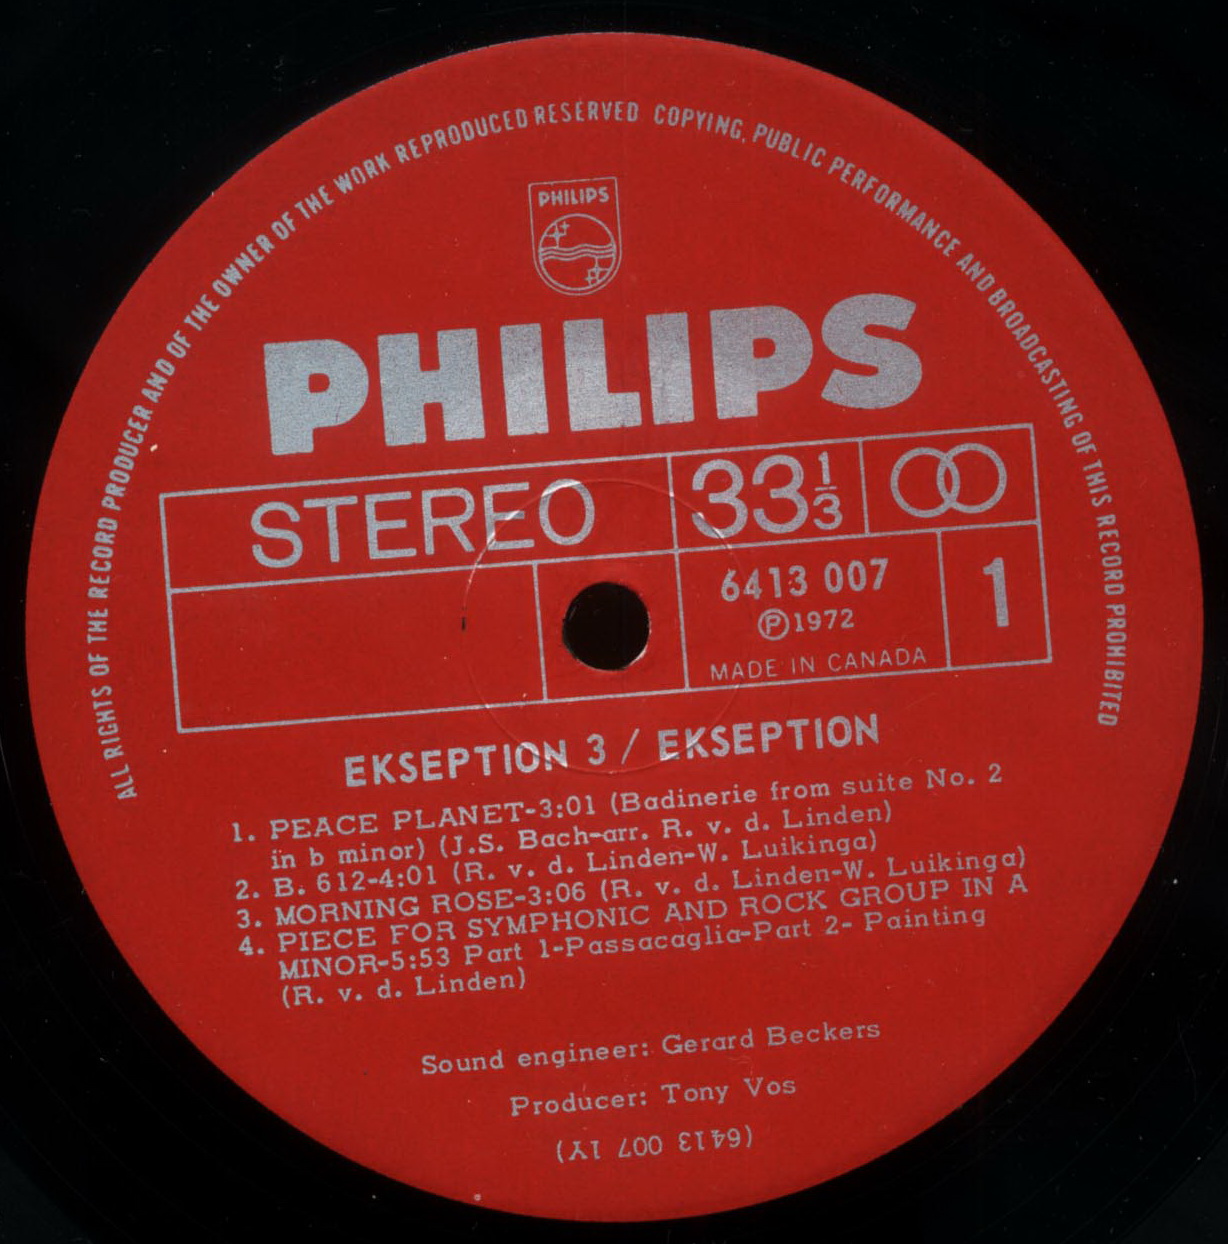 ALL RIGHTS OF THE RECORD PRODUCER AND OF THE OWNER OF THE WORK REPRODUCED RESERVED COPYING, PUBLIC PERFORMANCE AND BROADCASTING OF THIS RECORD PROHIBITED
PHILIPS
PHILIPS
STEREO 33 1/3
6413 007 1
Ⓟ1972
MADE IN CANADA
EKSEPTION 3 / EKSEPTION
1. PEACE PLANET-3:01 (Badinerie from suite No. 2
in b minor) (J.S. Bach-arr. R. v. d. Linden)
2. B. 612-4:01 (R. v. d. Linden-W. Luikinga)
3. MORNING ROSE-3:06 (R. v. d. Linden-W. Luikinga)
4. PIECE FOR SYMPHONIC AND ROCK GROUP IN A
MINOR-5:53 Part 1-Passacaglia-Part 2- Painting
(R. v. d. Linden)
Sound engineer: Gerard Beckers
Producer: Tony Vos
(6413 007 1Y)